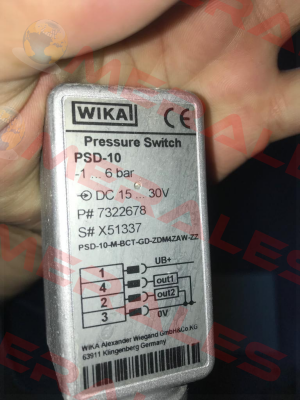 WIKA
CE
Pressure Switch
PSD-10
-1 ... 6 bar
DC 15 ... 30V
P# 7322678
S# X51337
PSD-10-M-BCT-GD-ZDM4ZAW-ZZ
1 UB+
4 out1
2 out2
3 0V
WIKA Alexander Wiegand GmbH&Co.KG
63911 Klingenberg Germany